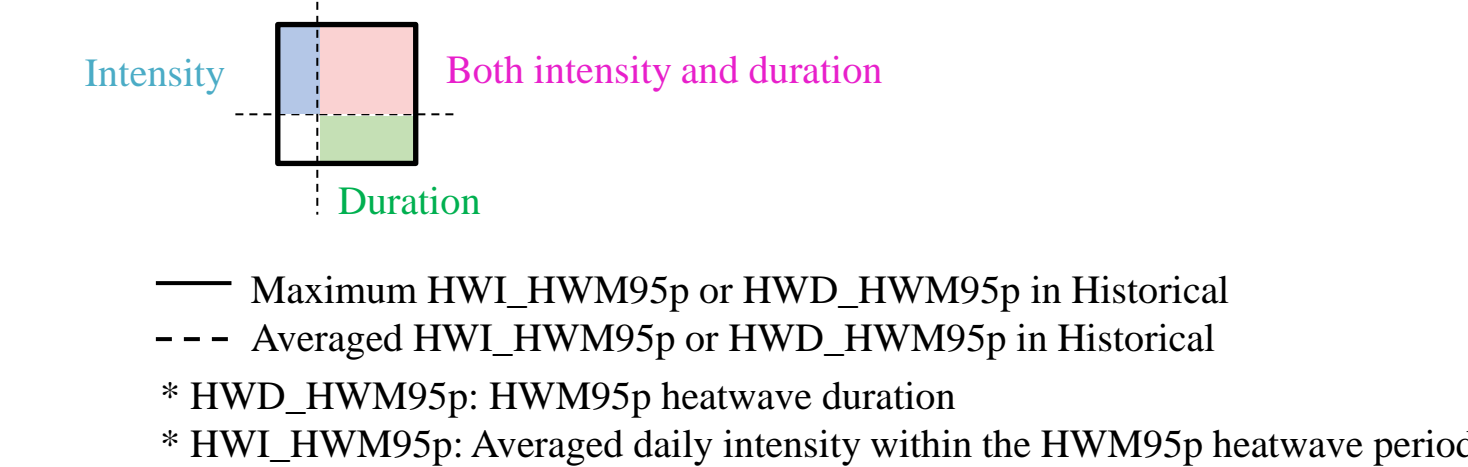 Intensity
Both intensity and duration
Duration
Maximum HWI_HWM95p or HWD_HWM95p in Historical
Averaged HWI_HWM95p or HWD_HWM95p in Historical
* HWD_HWM95p: HWM95p heatwave duration
* HWI_HWM95p: Averaged daily intensity within the HWM95p heatwave period